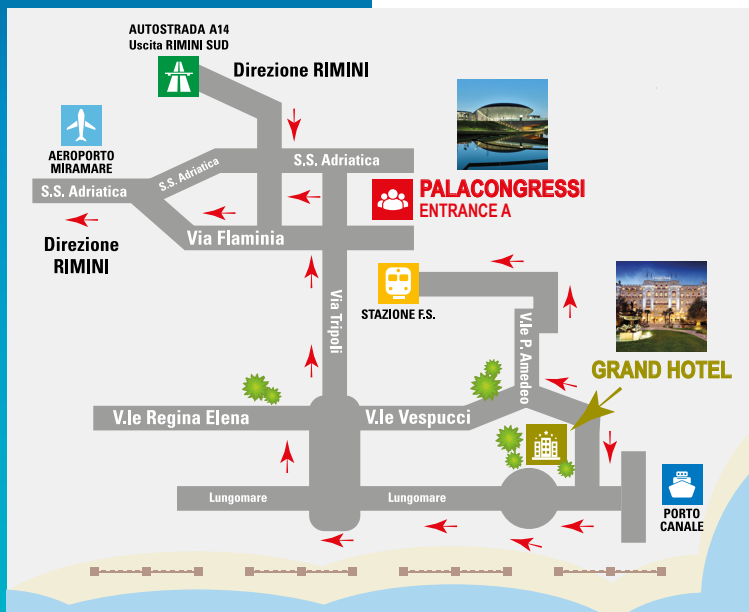 AUTOSTRADA A14
Uscita RIMINI SUD
Direzione RIMINI
AEROPORTO
MIRAMARE
S.S. Adriatica
S.S. Adriatica
S.S. Adriatica
PALACONGRESSI
ENTRANCE A
Direzione
RIMINI
Via Flaminia
Via Tripoli
STAZIONE F.S.
V.le P. Amedeo
GRAND HOTEL
V.le Regina Elena
V.le Vespucci
Lungomare
Lungomare
PORTO
CANALE